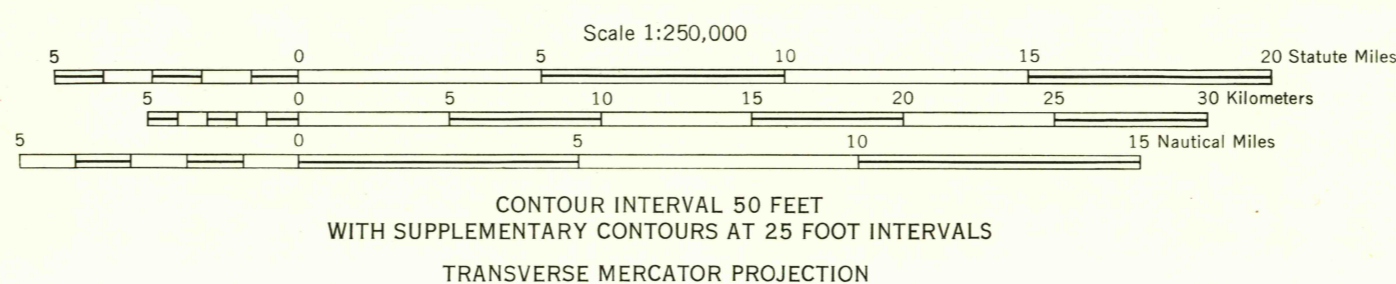 Scale 1:250,000
5 0 5 10 15 20 Statute Miles
5 0 5 10 15 20 25 30 Kilometers
5 0 5 10 15 Nautical Miles
CONTOUR INTERVAL 50 FEET
WITH SUPPLEMENTARY CONTOURS AT 25 FOOT INTERVALS
TRANSVERSE MERCATOR PROJECTION